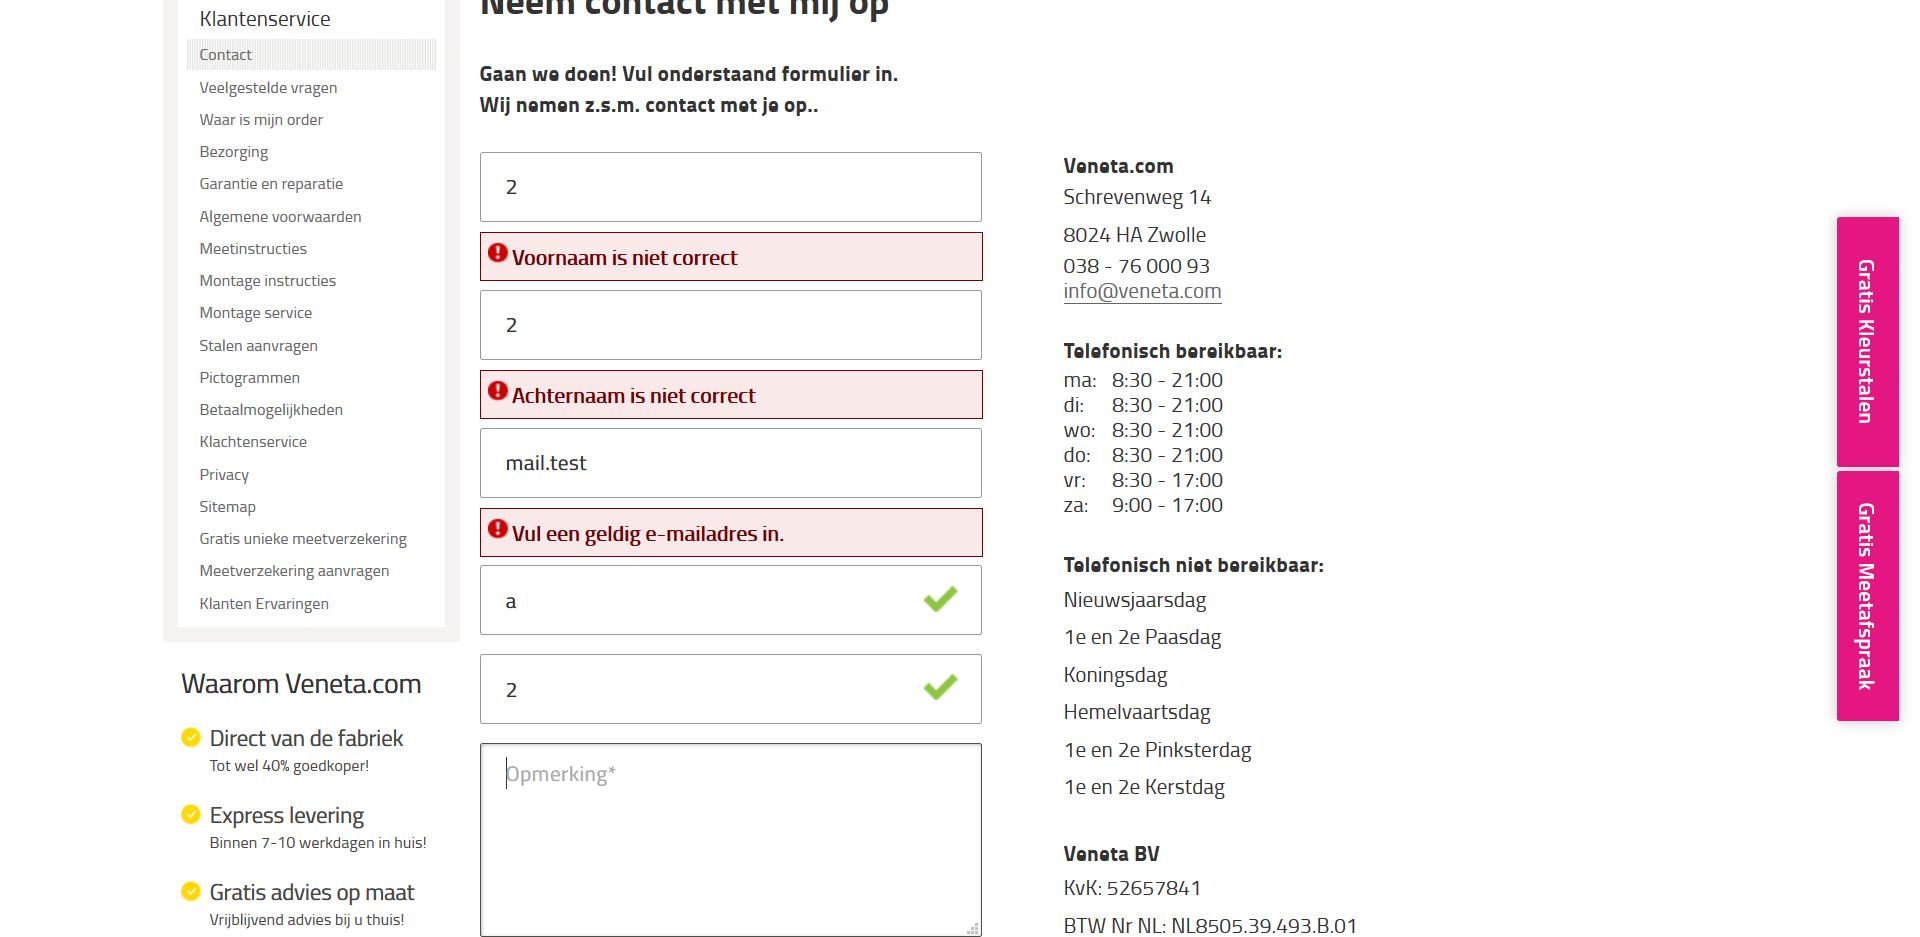 Klantenservice
Contact
Veelgestelde vragen
Waar is mijn order
Bezorging
Garantie en reparatie
Algemene voorwaarden
Meetinstructies
Montage instructies
Montage service
Stalen aanvragen
Pictogrammen
Betaalmogelijkheden
Klachtenservice
Privacy
Sitemap
Gratis unieke meetverzekering
Meetverzekering aanvragen
Klanten Ervaringen
Waarom Veneta.com
Direct van de fabriek
Tot wel 40% goedkoper!
Express levering
Binnen 7-10 werkdagen in huis!
Gratis advies op maat
Vrijblijvend advies bij u thuis!
Neem contact met mij op
Gaan we doen! Vul onderstaand formulier in.
Wij nemen z.s.m. contact met je op..
2
Voornaam is niet correct
2
Achternaam is niet correct
mail.test
Vul een geldig e-mailadres in.
a
2
Opmerking*
Veneta.com
Schrevenweg 14
8024 HA Zwolle
038 - 76 000 93
info@veneta.com
Telefonisch bereikbaar:
ma: 8:30 - 21:00
di: 8:30 - 21:00
wo: 8:30 - 21:00
do: 8:30 - 21:00
vr: 8:30 - 17:00
za: 9:00 - 17:00
Telefonisch niet bereikbaar:
Nieuwsjaarsdag
1e en 2e Paasdag
Koningsdag
Hemelvaartsdag
1e en 2e Pinksterdag
1e en 2e Kerstdag
Veneta BV
KvK: 52657841
BTW Nr NL: NL8505.39.493.B.01
Gratis Kleurstalen
Gratis Meetafspraak